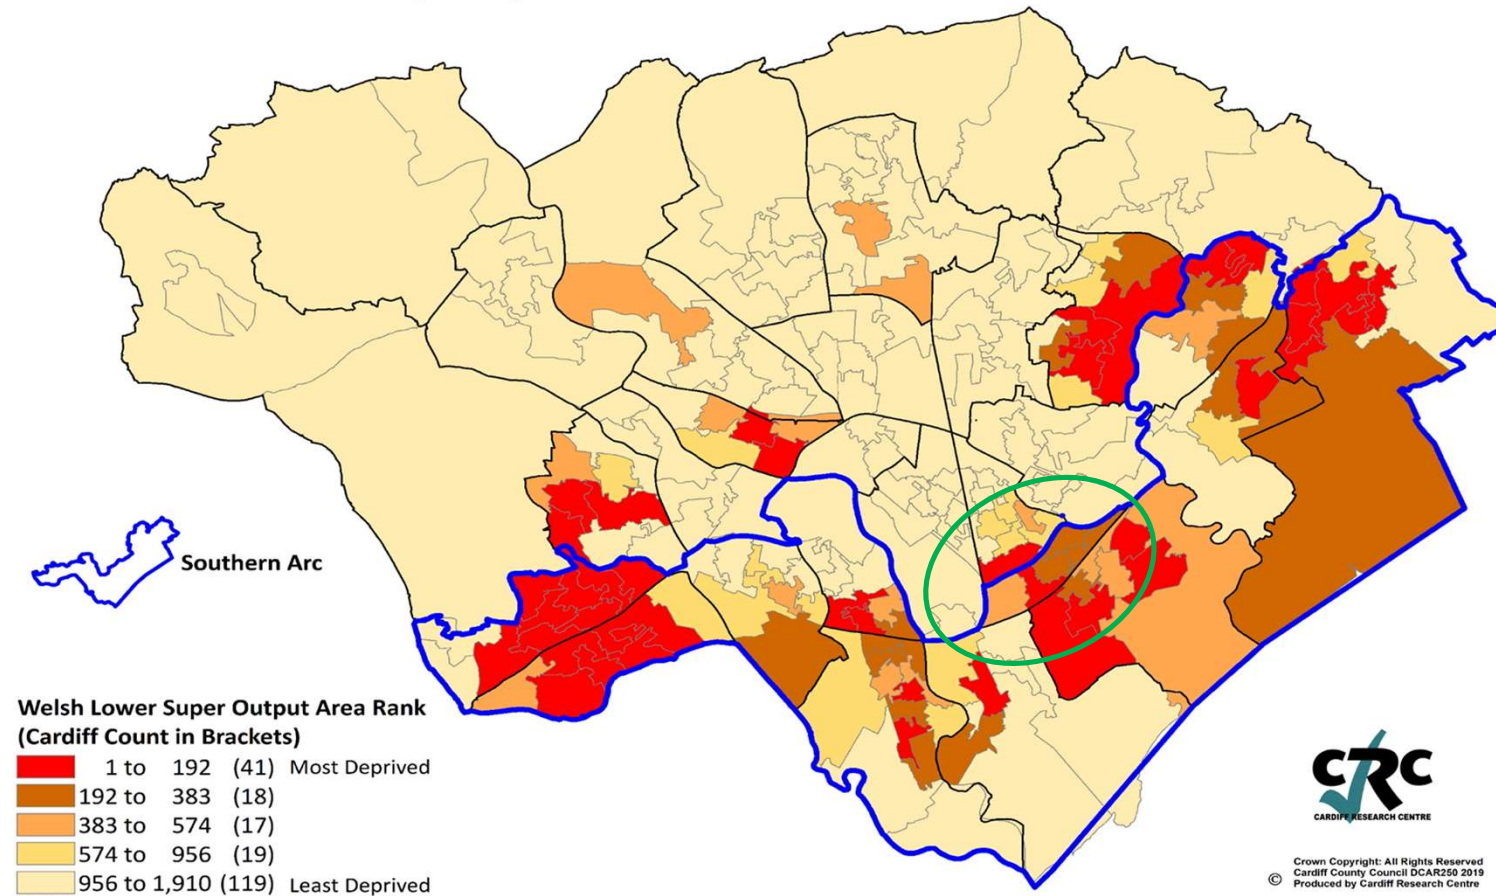 Southern Arc
Welsh Lower Super Output Area Rank
(Cardiff Count in Brackets)
1 to 192 (41) Most Deprived
192 to 383 (18)
383 to 574 (17)
574 to 956 (19)
956 to 1,910 (119) Least Deprived
CRC
CARDIFF RESEARCH CENTRE
Crown Copyright: All Rights Reserved
Cardiff County Council DCAR250 2019
© Produced by Cardiff Research Centre